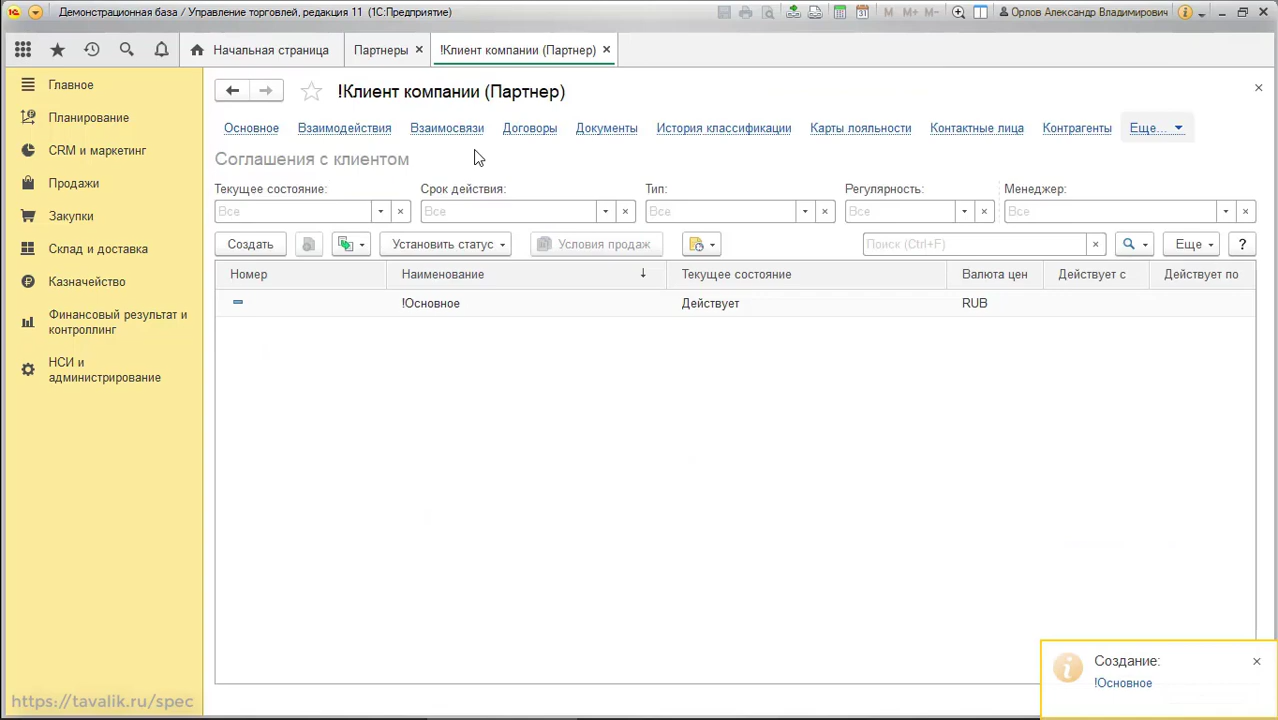 Демонстрационная база / Управление торговлей, редакция 11 (1С:Предприятие)
M M+ M- Орлов Александр Владимирович
Начальная страница Партнеры !Клиент компании (Партнер)
Главное
Планирование
CRM и маркетинг
Продажи
Закупки
Склад и доставка
Казначейство
Финансовый результат и
контроллинг
НСИ и
администрирование
!Клиент компании (Партнер)
Основное Взаимодействия Взаимосвязи Договоры Документы История классификации Карты лояльности Контактные лица Контрагенты Еще...
Соглашения с клиентом
Текущее состояние: Срок действия: Тип: Регулярность: Менеджер:
Все Все Все Все Все
Создать Установить статус Условия продаж Поиск (Ctrl+F) Еще ?
Номер Наименование Текущее состояние Валюта цен Действует с Действует по
!Основное Действует RUB
Создание:
!Основное
https://tavalik.ru/spec